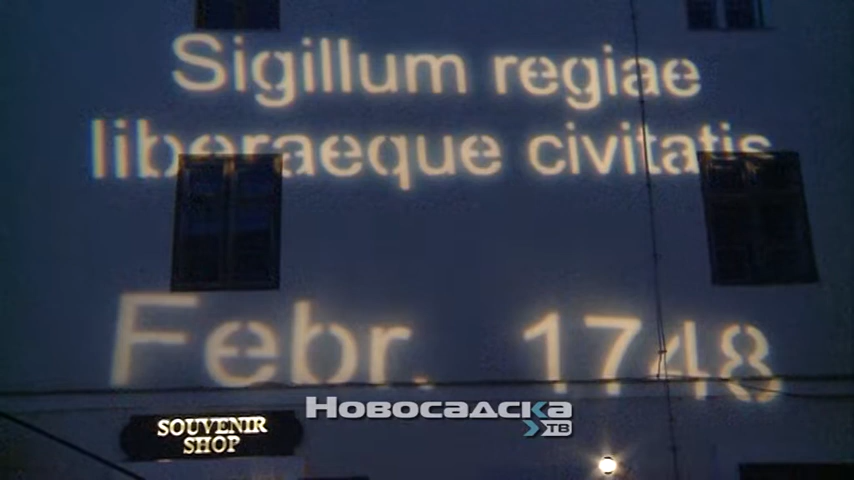 Sigillum regiae
liberaeque civitatis
Febr. 1748
Новосадска
ТВ
SOUVENIR
SHOP